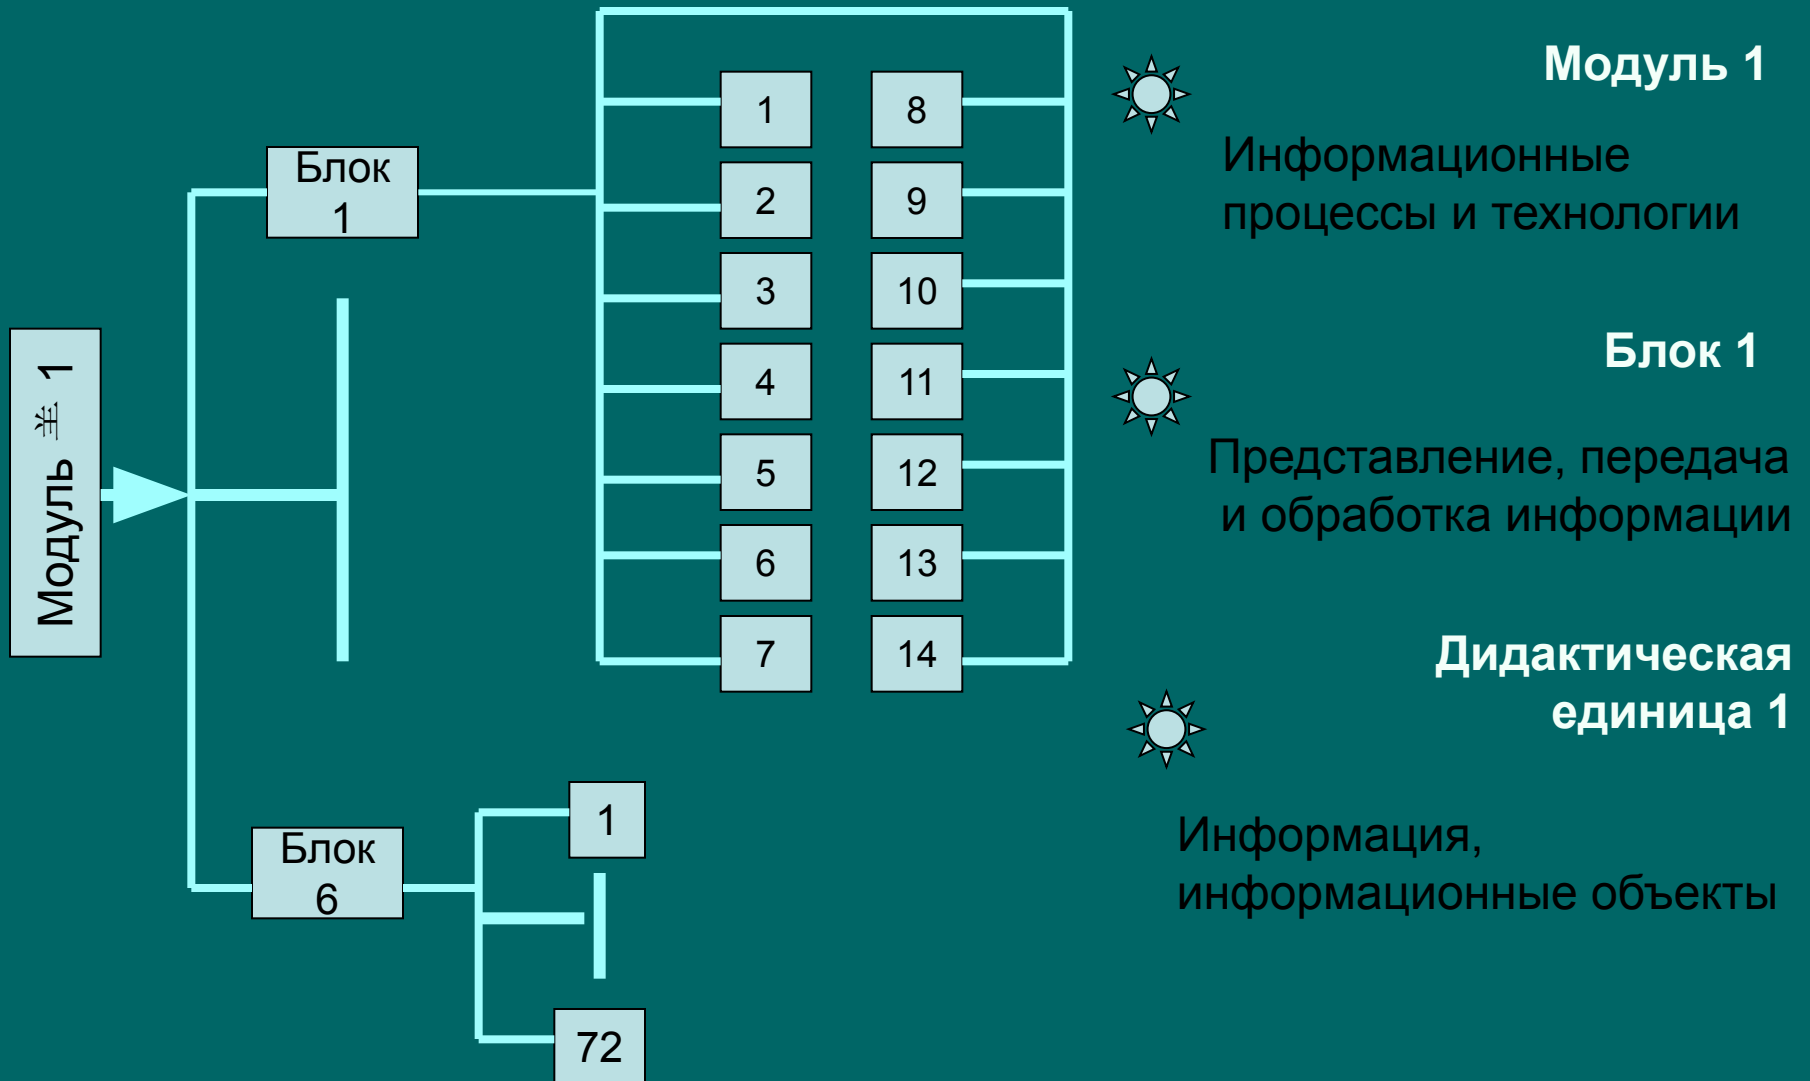 Модуль 1
1
8
Информационные
процессы и технологии
Блок
1
2
9
3
10
Блок 1
Модуль 1
4
11
Представление, передача
и обработка информации
5
12
6
13
7
14
Дидактическая
единица 1
Блок
6
1
Информация,
информационные объекты
72